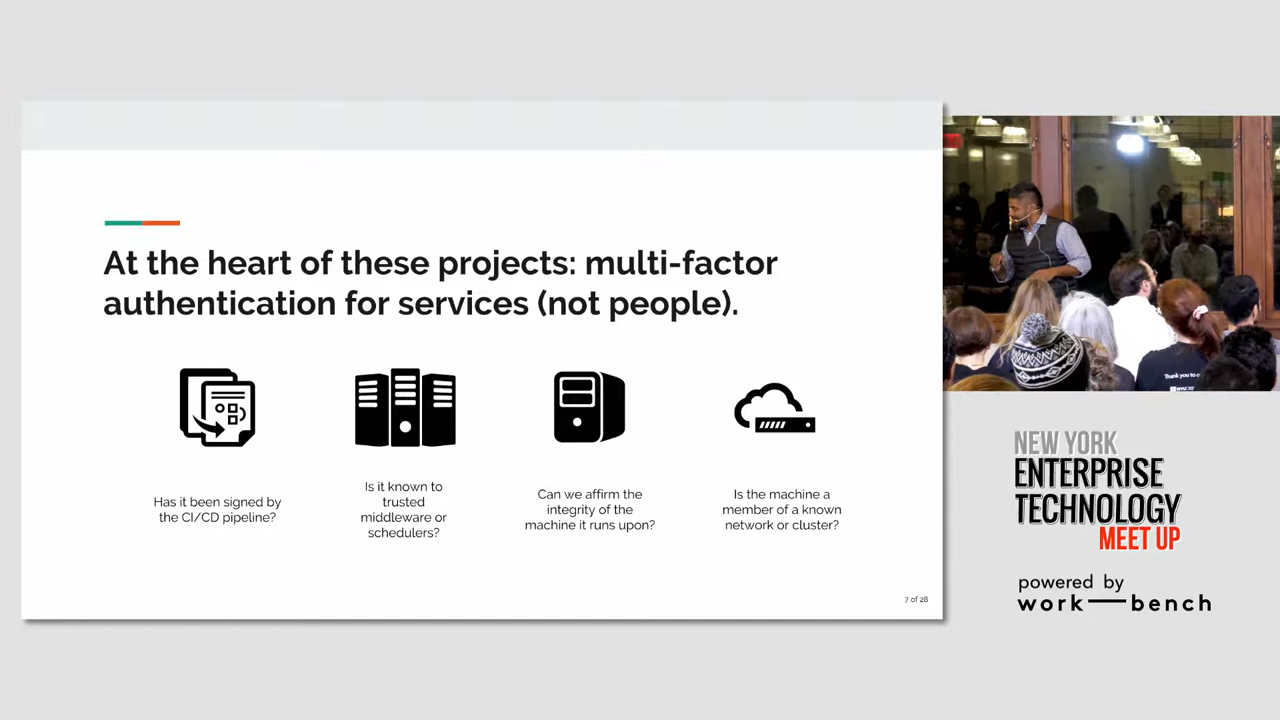 At the heart of these projects: multi-factor
authentication for services (not people).
Has it been signed by
the CI/CD pipeline?
Is it known to
trusted
middleware or
schedulers?
Can we affirm the
integrity of the
machine it runs upon?
Is the machine a
member of a known
network or cluster?
7 of 28
Thank you to
NEW YORK
ENTERPRISE
TECHNOLOGY
MEET UP
powered by
work—bench